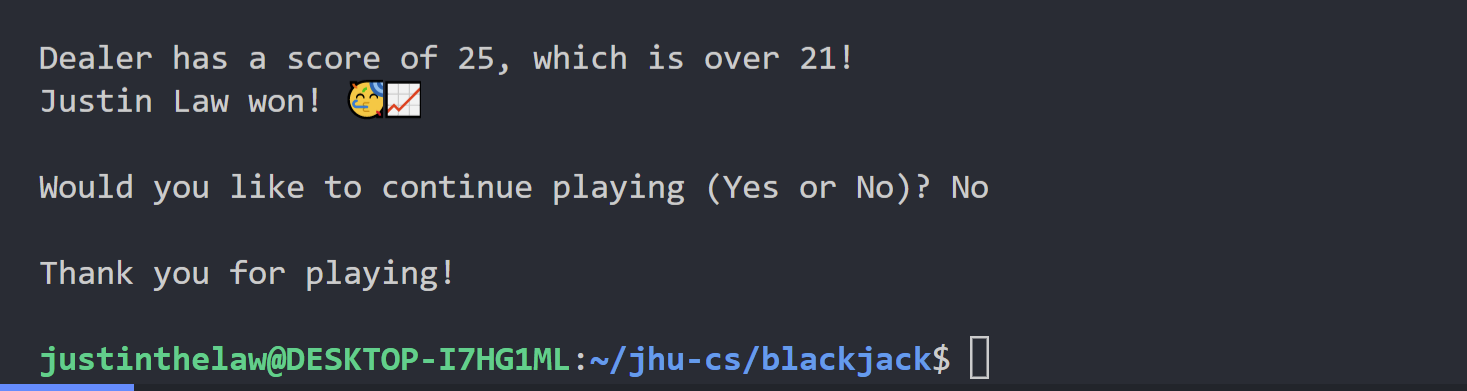 Dealer has a score of 25, which is over 21!
Justin Law won! 🥳📈
Would you like to continue playing (Yes or No)? No
Thank you for playing!
justinthelaw@DESKTOP-I7HG1ML:~/jhu-cs/blackjack$